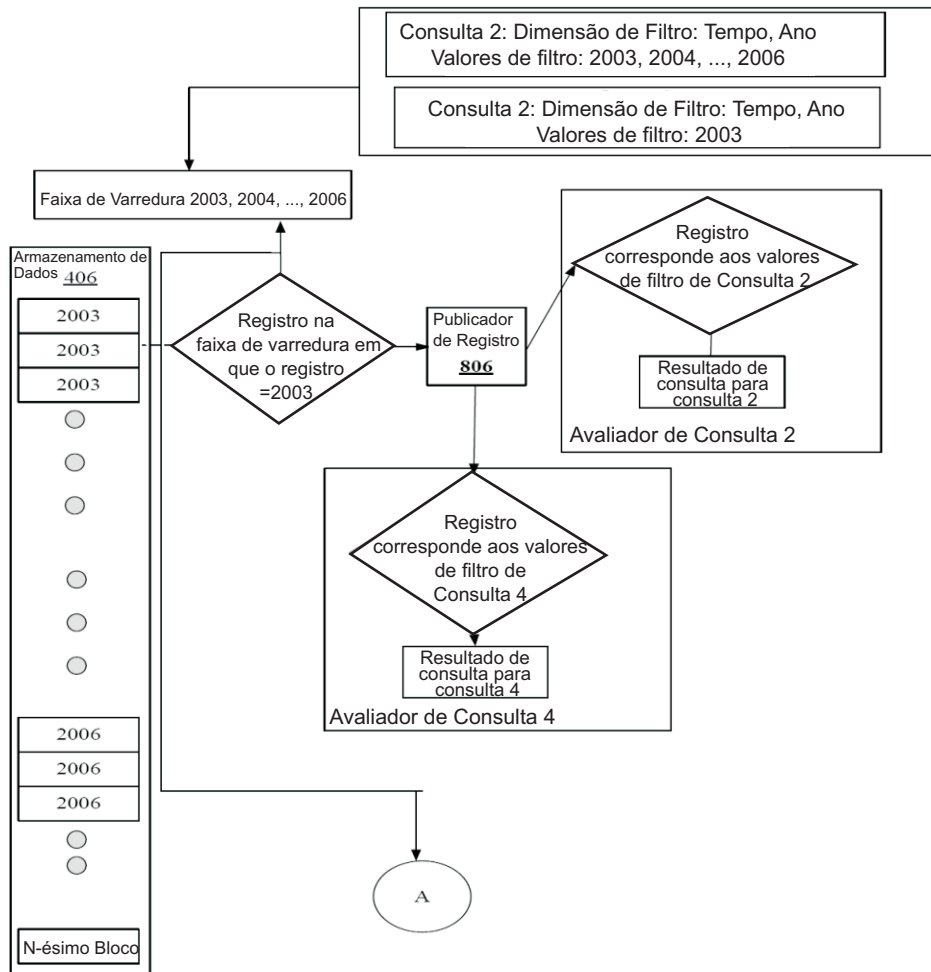 Consulta 2: Dimensão de Filtro: Tempo, Ano
Valores de filtro: 2003, 2004, ..., 2006
Consulta 2: Dimensão de Filtro: Tempo, Ano
Valores de filtro: 2003
Faixa de Varredura 2003, 2004, ..., 2006
Armazenamento de
Dados 406
2003
2003
2003
2006
2006
2006
N-ésimo Bloco
Registro na
faixa de varredura em
que o registro
=2003
Publicador
de Registro
806
Registro
corresponde aos valores
de filtro de Consulta 2
Resultado de
consulta para
consulta 2
Avaliador de Consulta 2
Registro
corresponde aos valores
de filtro de
Consulta 4
Resultado de
consulta para
consulta 4
Avaliador de Consulta 4
A